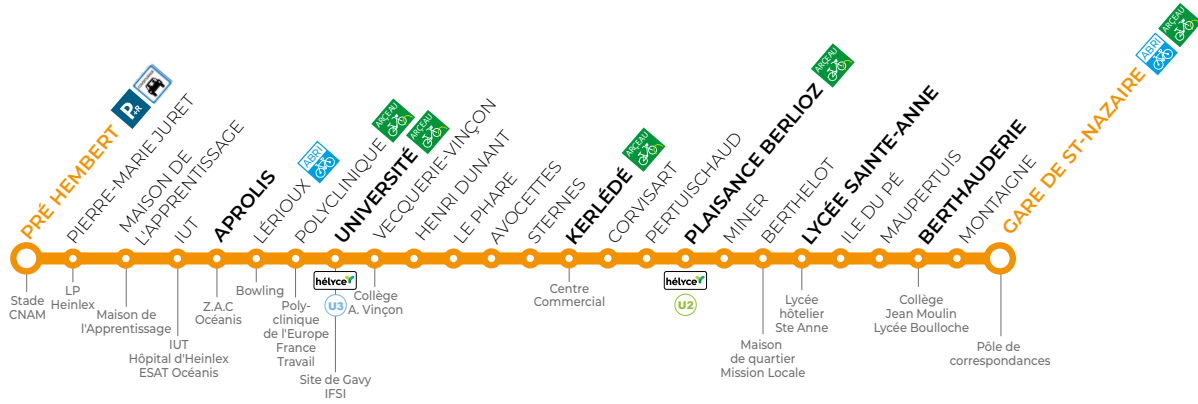 PRÉ HEMBERT
P+R
PIERRE-MARIE JURET
MAISON DE
L'APPRENTISSAGE
IUT
APROLIS
LÉRIOUX
ABRI
POLYCLINIQUE
ARCEAU
UNIVERSITÉ
ARCEAU
VECQUERIE-VINÇON
HENRI DUNANT
LE PHARE
AVOCETTES
STERNES
KERLÉDÉ
ARCEAU
CORVISART
PERTUISCHAUD
PLAISANCE BERLIOZ
ARCEAU
MINER
BERTHELOT
LYCÉE SAINTE-ANNE
ILE DU PÉ
MAUPERTUIS
BERTHAUDERIE
MONTAIGNE
GARE DE ST-NAZAIRE
ABRI
ARCEAU
Stade
CNAM
LP
Heinlex
Maison de
l'Apprentissage
IUT
Hôpital d'Heinlex
ESAT Océanis
Z.A.C
Océanis
Bowling
Poly-
clinique
de l'Europe
France
Travail
hélyce
U3
Site de Gavy
IFSI
Collège
A. Vinçon
Centre
Commercial
hélyce
U2
Maison
de quartier
Mission Locale
Lycée
hôtelier
Ste Anne
Collège
Jean Moulin
Lycée Boulloche
Pôle de
correspondances